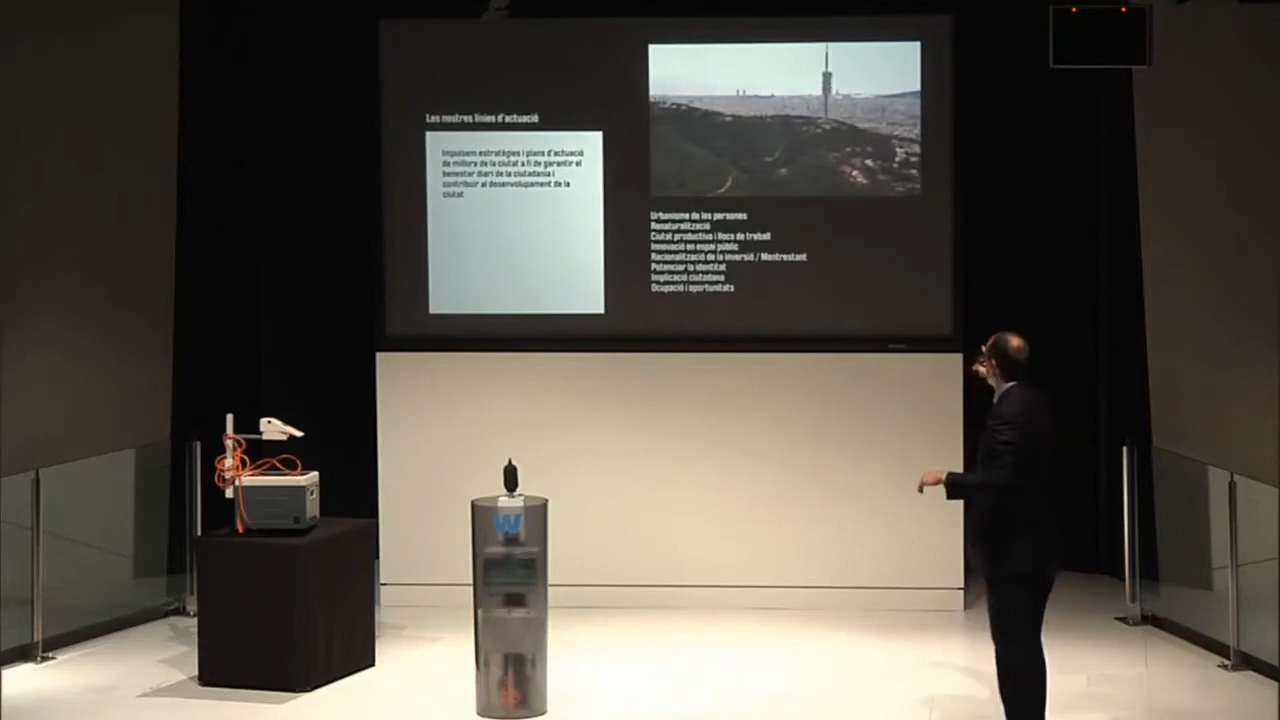 Les nostres línies d'actuació
Impulsem estratègies i plans d'actuació
de millora de la ciutat a fi de garantir el
benestar diari de la ciutadania i
contribuir al desenvolupament de la
ciutat
Urbanisme de les persones
Renaturalització
Ciutat productiva i llocs de treball
Innovació en espai públic
Racionalització de la inversió / Montrestant
Potenciar la identitat
Implicació ciutadana
Ocupació i oportunitats
W